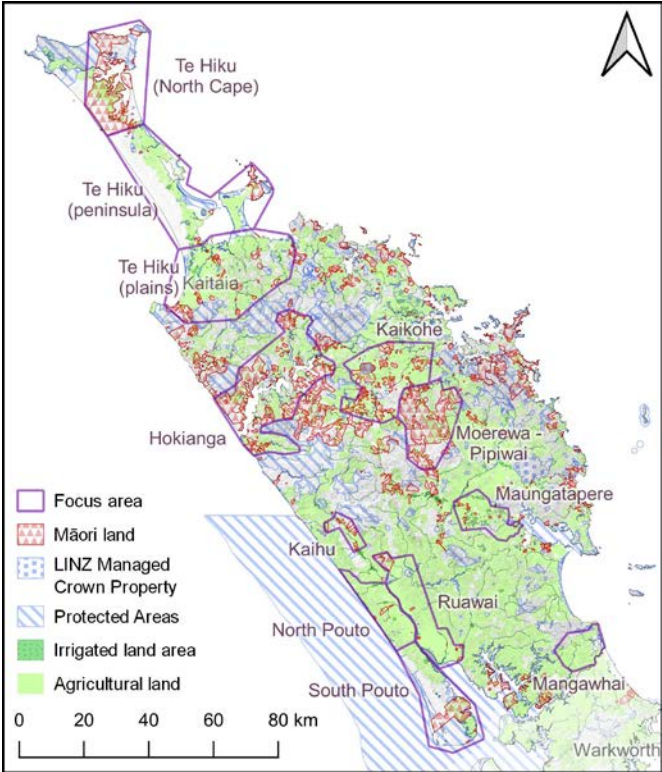 Te Hiku
(North Cape)
Te Hiku
(peninsula)
Te Hiku
(plains)
Kaitaia
Kaikohe
Hokianga
Moerewa -
Pipiwai
Maungatapere
Kaihu
Ruawai
North Pouto
South Pouto
Mangawhai
Warkworth
Focus area
Māori land
LINZ Managed
Crown Property
Protected Areas
Irrigated land area
Agricultural land
0 20 40 60 80 km